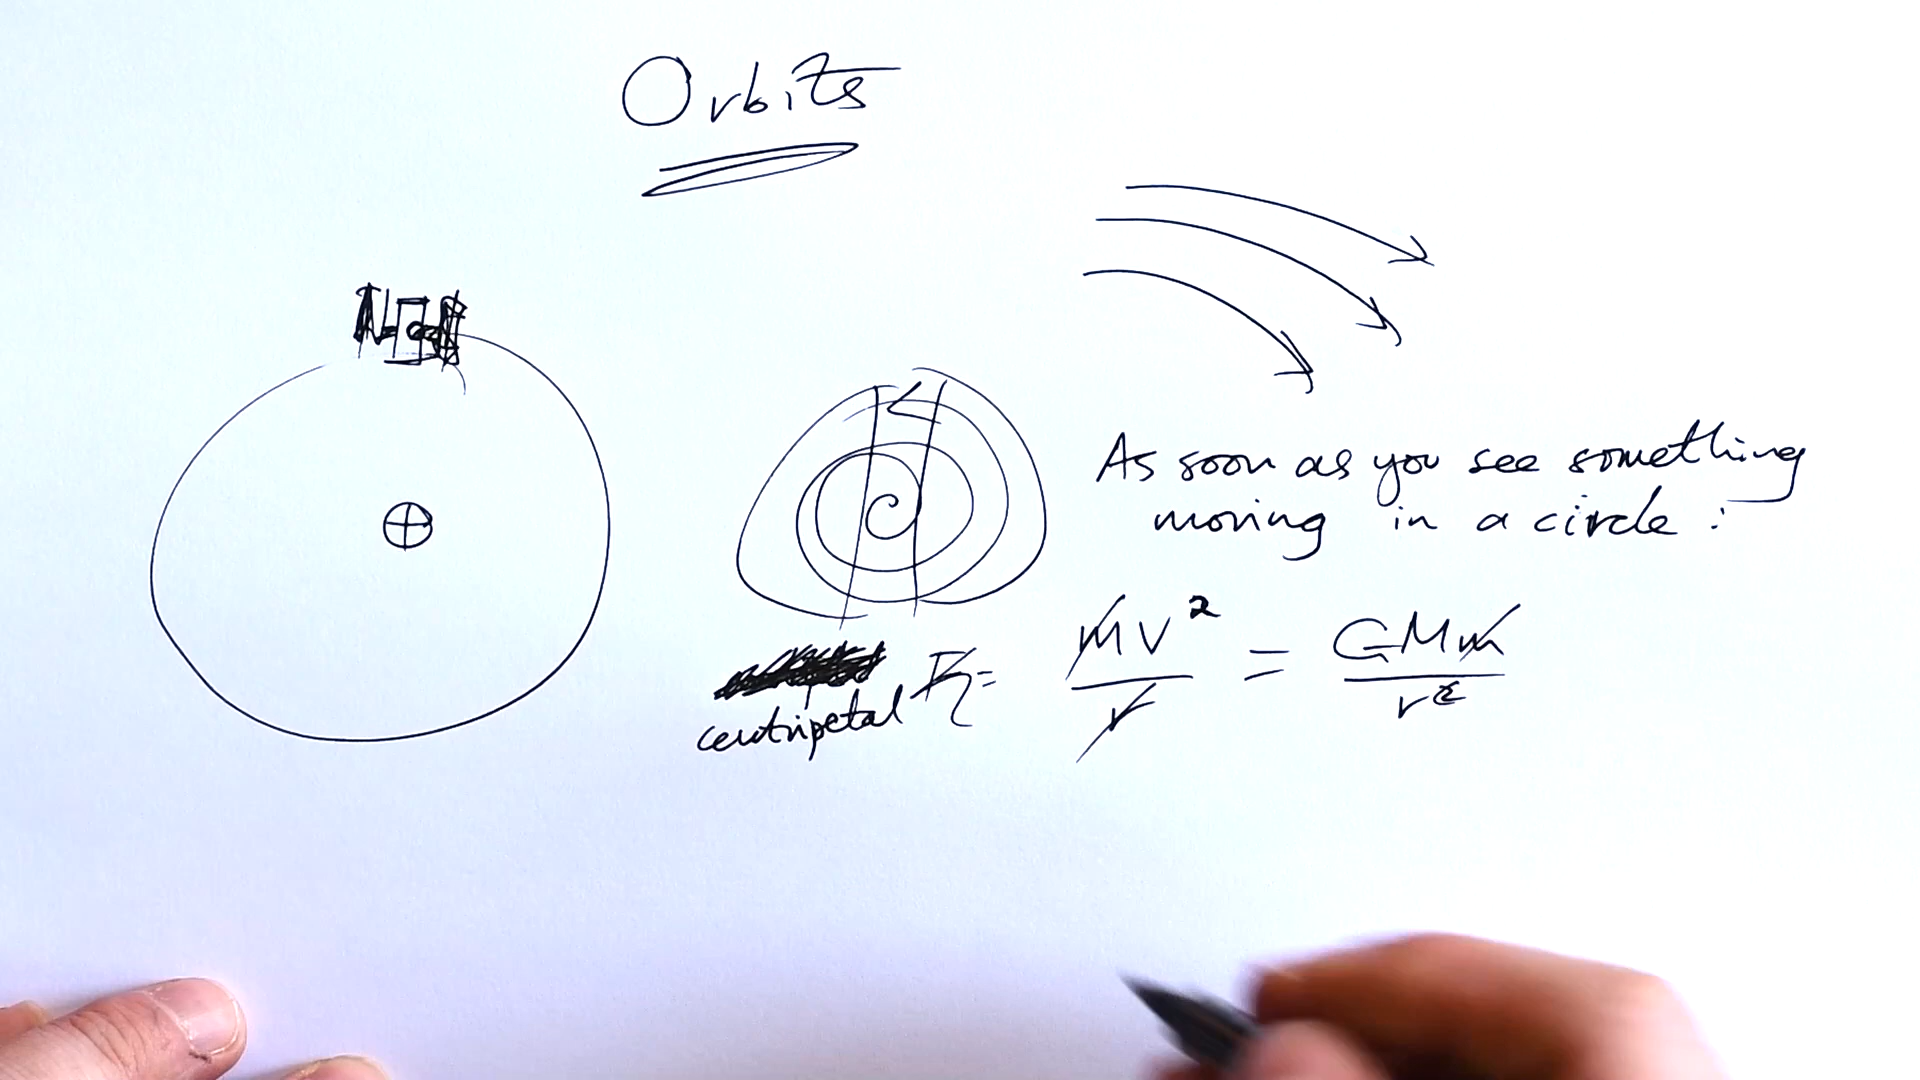 Orbits
As soon as you see something
moving in a circle :
centripetal F = mv² / r = GMm / r²